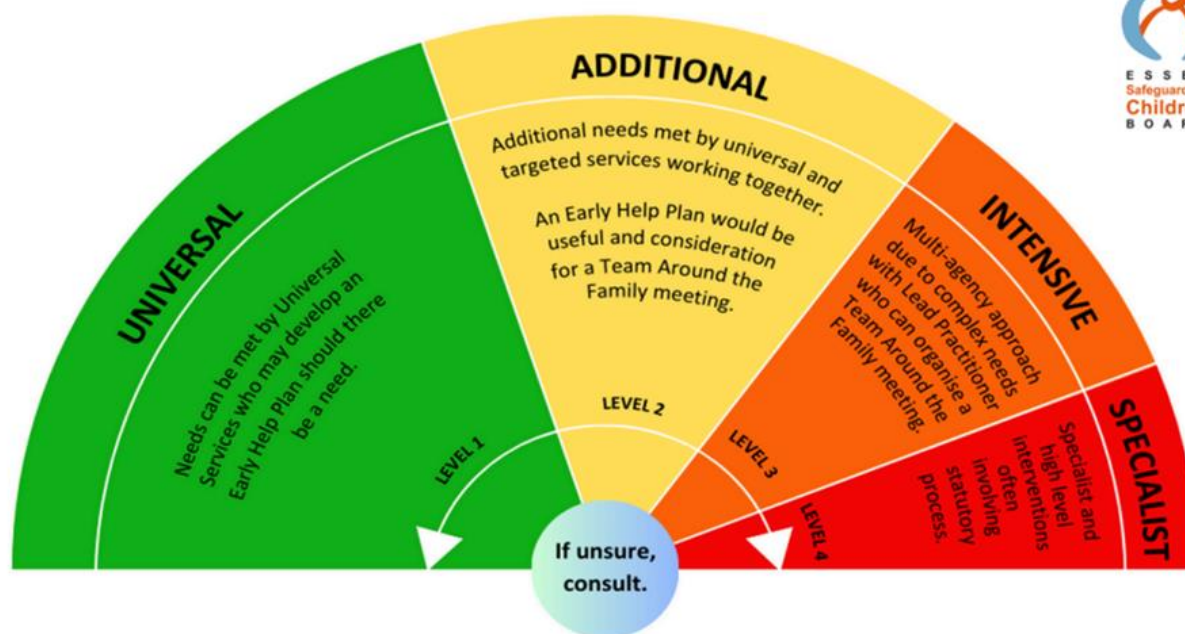 UNIVERSAL
Needs can be met by Universal
Services who may develop an
Early Help Plan should there
be a need.
LEVEL 1
ADDITIONAL
Additional needs met by universal and
targeted services working together.
An Early Help Plan would be
useful and consideration
for a Team Around the
Family meeting.
LEVEL 2
INTENSIVE
Multi-agency approach
due to complex needs
with Lead Practitioner
who can organise a
Team Around the
Family meeting.
LEVEL 3
SPECIALIST
Specialist and
high level
interventions
often
involving
statutory
process.
LEVEL 4
If unsure,
consult.